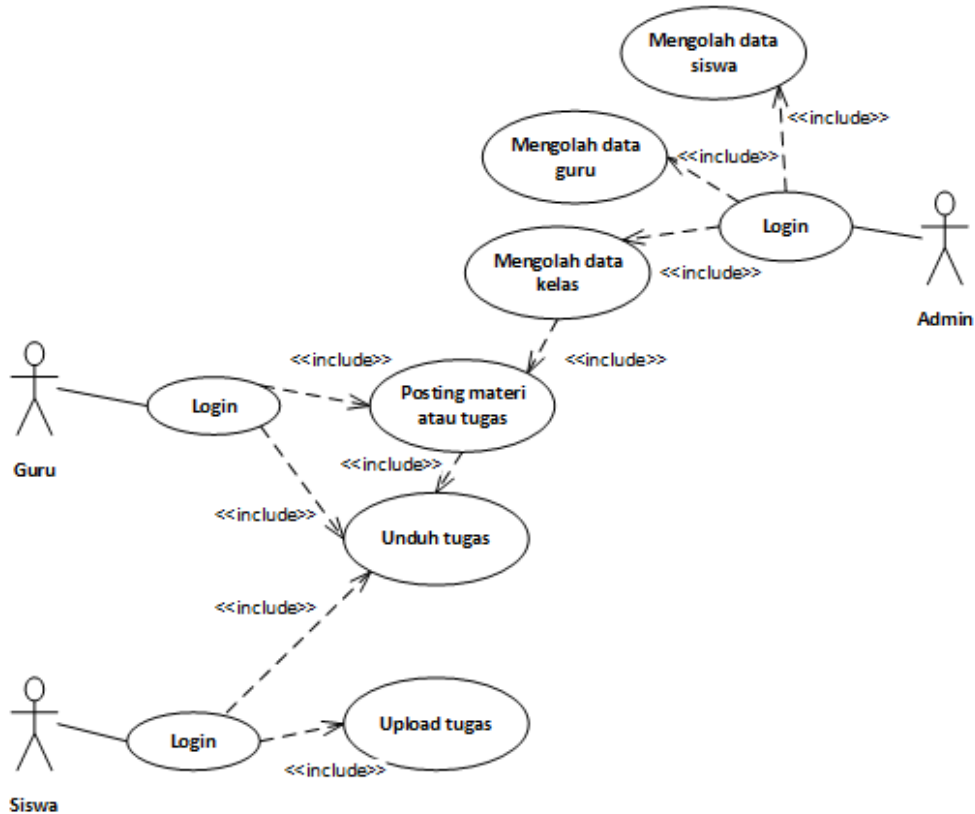 Mengolah data
siswa
<<include>>
Mengolah data
guru
<<include>>
Login
Admin
Mengolah data
kelas
<<include>>
<<include>>
<<include>>
Guru
Login
Posting materi
atau tugas
<<include>>
<<include>>
Unduh tugas
<<include>>
Siswa
Login
Upload tugas
<<include>>